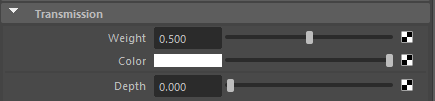 Transmission
Weight 0.500
Color
Depth 0.000